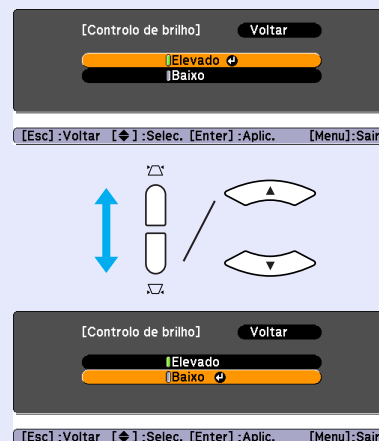 [Controlo de brilho] Voltar
Elevado
Baixo
[Esc] :Voltar [◆] :Selec. [Enter] :Aplic. [Menu]:Sair
[Controlo de brilho] Voltar
Elevado
Baixo
[Esc] :Voltar [◆] :Selec. [Enter] :Aplic. [Menu]:Sair